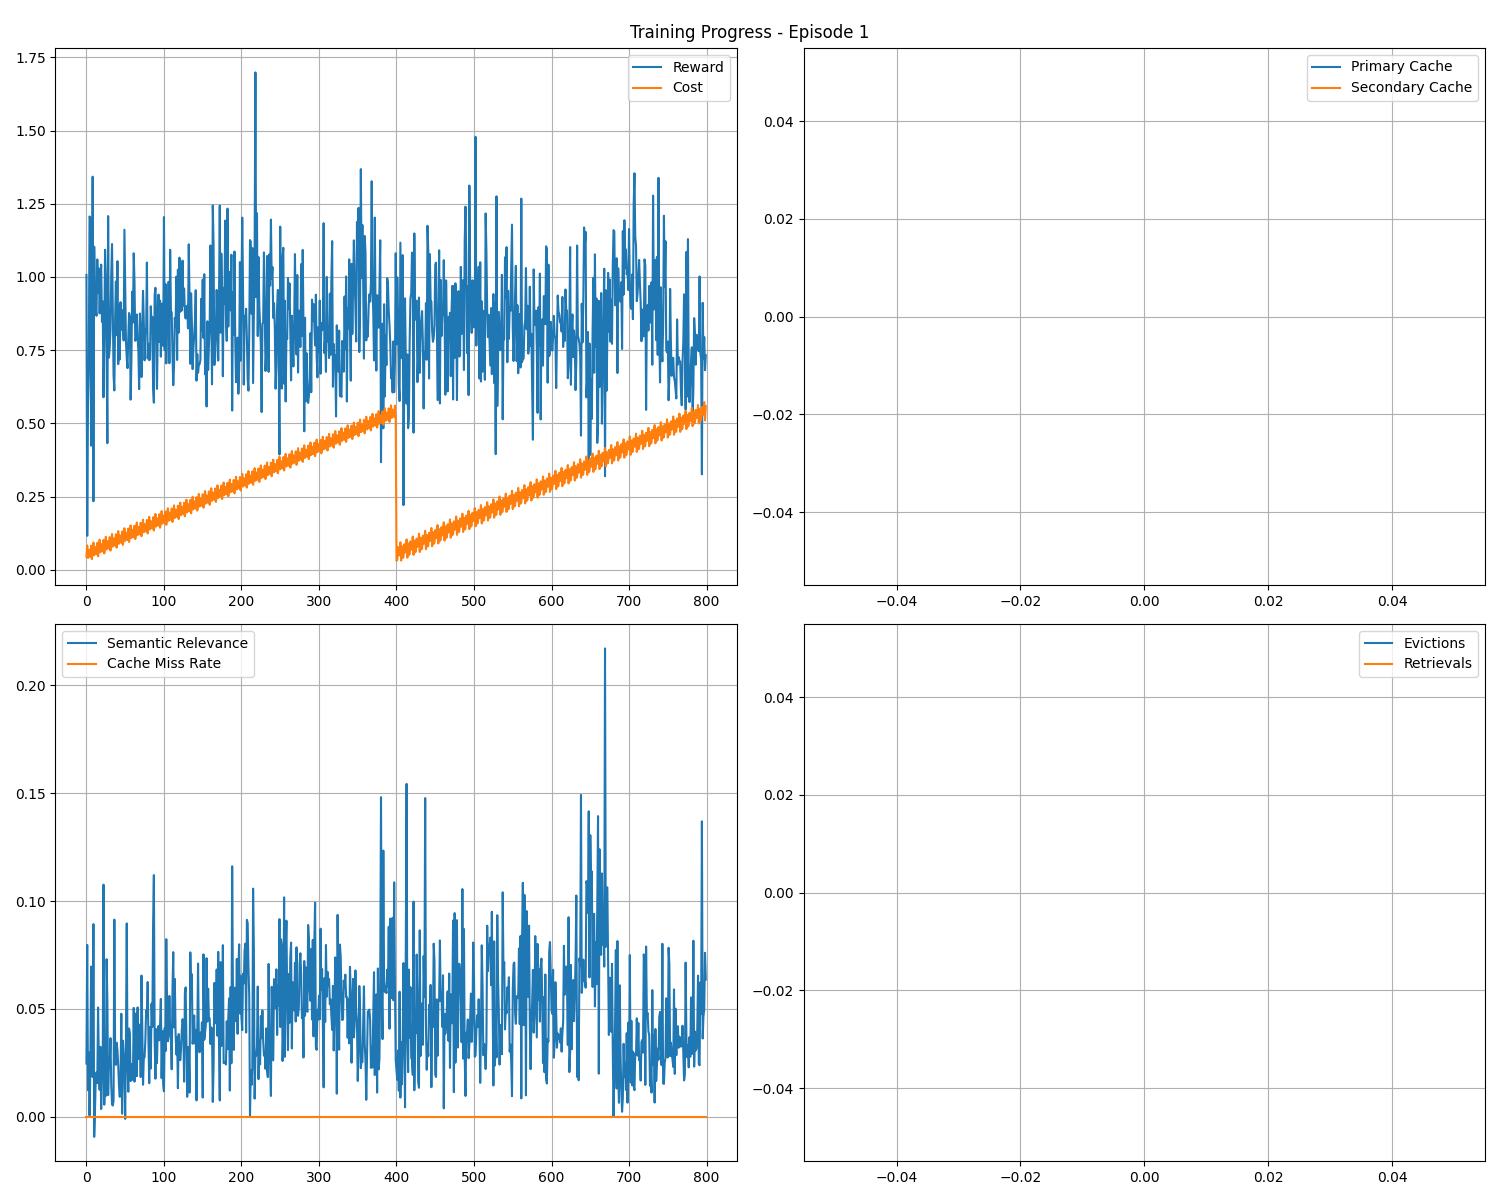 Training Progress - Episode 1
Reward
Cost
1.75
1.50
1.25
1.00
0.75
0.50
0.25
0.00
0 100 200 300 400 500 600 700 800
Primary Cache
Secondary Cache
0.04
0.02
0.00
−0.02
−0.04
−0.04 −0.02 0.00 0.02 0.04
Semantic Relevance
Cache Miss Rate
0.20
0.15
0.10
0.05
0.00
0 100 200 300 400 500 600 700 800
Evictions
Retrievals
0.04
0.02
0.00
−0.02
−0.04
−0.04 −0.02 0.00 0.02 0.04